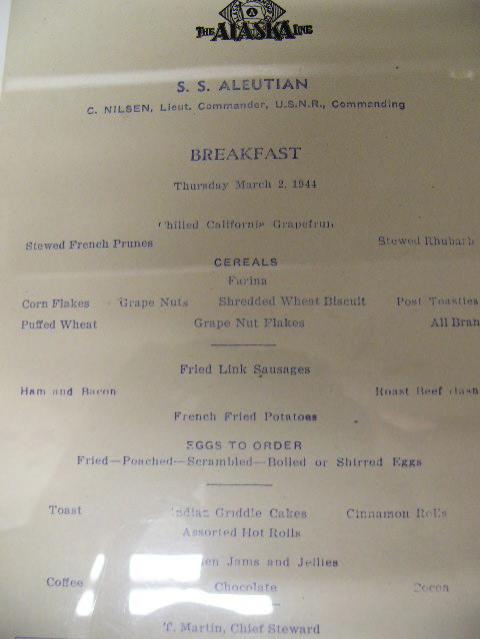 THE ALASKA LINE
S. S. ALEUTIAN
C. NILSEN, Lieut. Commander, U.S.N.R., Commanding
BREAKFAST
Thursday March 2, 1944
Chilled California Grapefruit
Stewed French Prunes Stewed Rhubarb
CEREALS
Farina
Corn Flakes Grape Nuts Shredded Wheat Biscuit Post Toasties
Puffed Wheat Grape Nut Flakes All Bran
Fried Link Sausages
Ham and Bacon Roast Beef Hash
French Fried Potatoes
EGGS TO ORDER
Fried—Poached—Scrambled—Boiled or Shirred Eggs
Toast Indian Griddle Cakes Cinnamon Rolls
Assorted Hot Rolls
Jams and Jellies
Coffee Chocolate Cocoa
T. Martin, Chief Steward